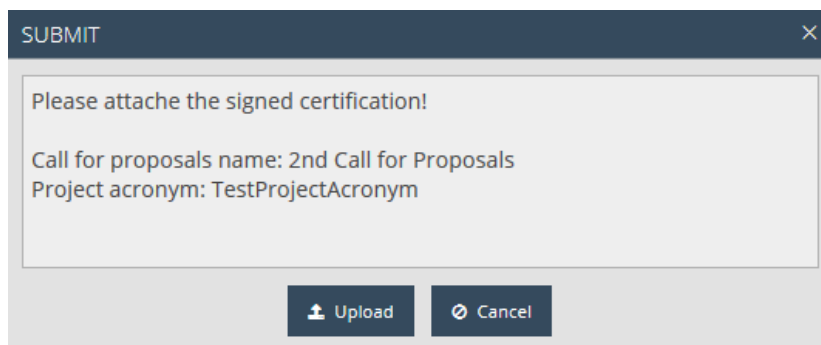 SUBMIT
Please attache the signed certification!
Call for proposals name: 2nd Call for Proposals
Project acronym: TestProjectAcronym
Upload
Cancel